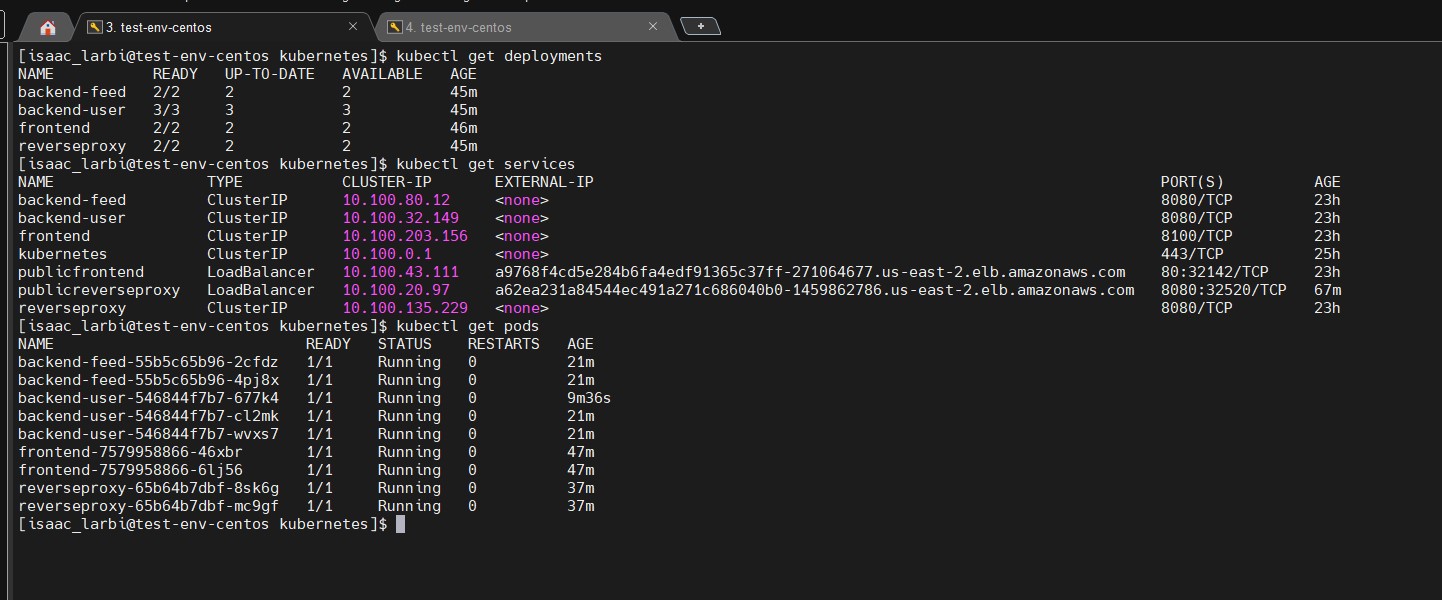 3. test-env-centos 4. test-env-centos
[isaac_larbi@test-env-centos kubernetes]$ kubectl get deployments
NAME READY UP-TO-DATE AVAILABLE AGE
backend-feed 2/2 2 2 45m
backend-user 3/3 3 3 45m
frontend 2/2 2 2 46m
reverseproxy 2/2 2 2 45m
[isaac_larbi@test-env-centos kubernetes]$ kubectl get services
NAME TYPE CLUSTER-IP EXTERNAL-IP PORT(S) AGE
backend-feed ClusterIP 10.100.80.12 <none> 8080/TCP 23h
backend-user ClusterIP 10.100.32.149 <none> 8080/TCP 23h
frontend ClusterIP 10.100.203.156 <none> 8100/TCP 23h
kubernetes ClusterIP 10.100.0.1 <none> 443/TCP 25h
publicfrontend LoadBalancer 10.100.43.111 a9768f4cd5e284b6fa4edf91365c37ff-271064677.us-east-2.elb.amazonaws.com 80:32142/TCP 23h
publicreverseproxy LoadBalancer 10.100.20.97 a62ea231a84544ec491a271c686040b0-1459862786.us-east-2.elb.amazonaws.com 8080:32520/TCP 67m
reverseproxy ClusterIP 10.100.135.229 <none> 8080/TCP 23h
[isaac_larbi@test-env-centos kubernetes]$ kubectl get pods
NAME READY STATUS RESTARTS AGE
backend-feed-55b5c65b96-2cfdz 1/1 Running 0 21m
backend-feed-55b5c65b96-4pj8x 1/1 Running 0 21m
backend-user-546844f7b7-677k4 1/1 Running 0 9m36s
backend-user-546844f7b7-cl2mk 1/1 Running 0 21m
backend-user-546844f7b7-wvxs7 1/1 Running 0 21m
frontend-7579958866-46xbr 1/1 Running 0 47m
frontend-7579958866-6lj56 1/1 Running 0 47m
reverseproxy-65b64b7dbf-8sk6g 1/1 Running 0 37m
reverseproxy-65b64b7dbf-mc9gf 1/1 Running 0 37m
[isaac_larbi@test-env-centos kubernetes]$